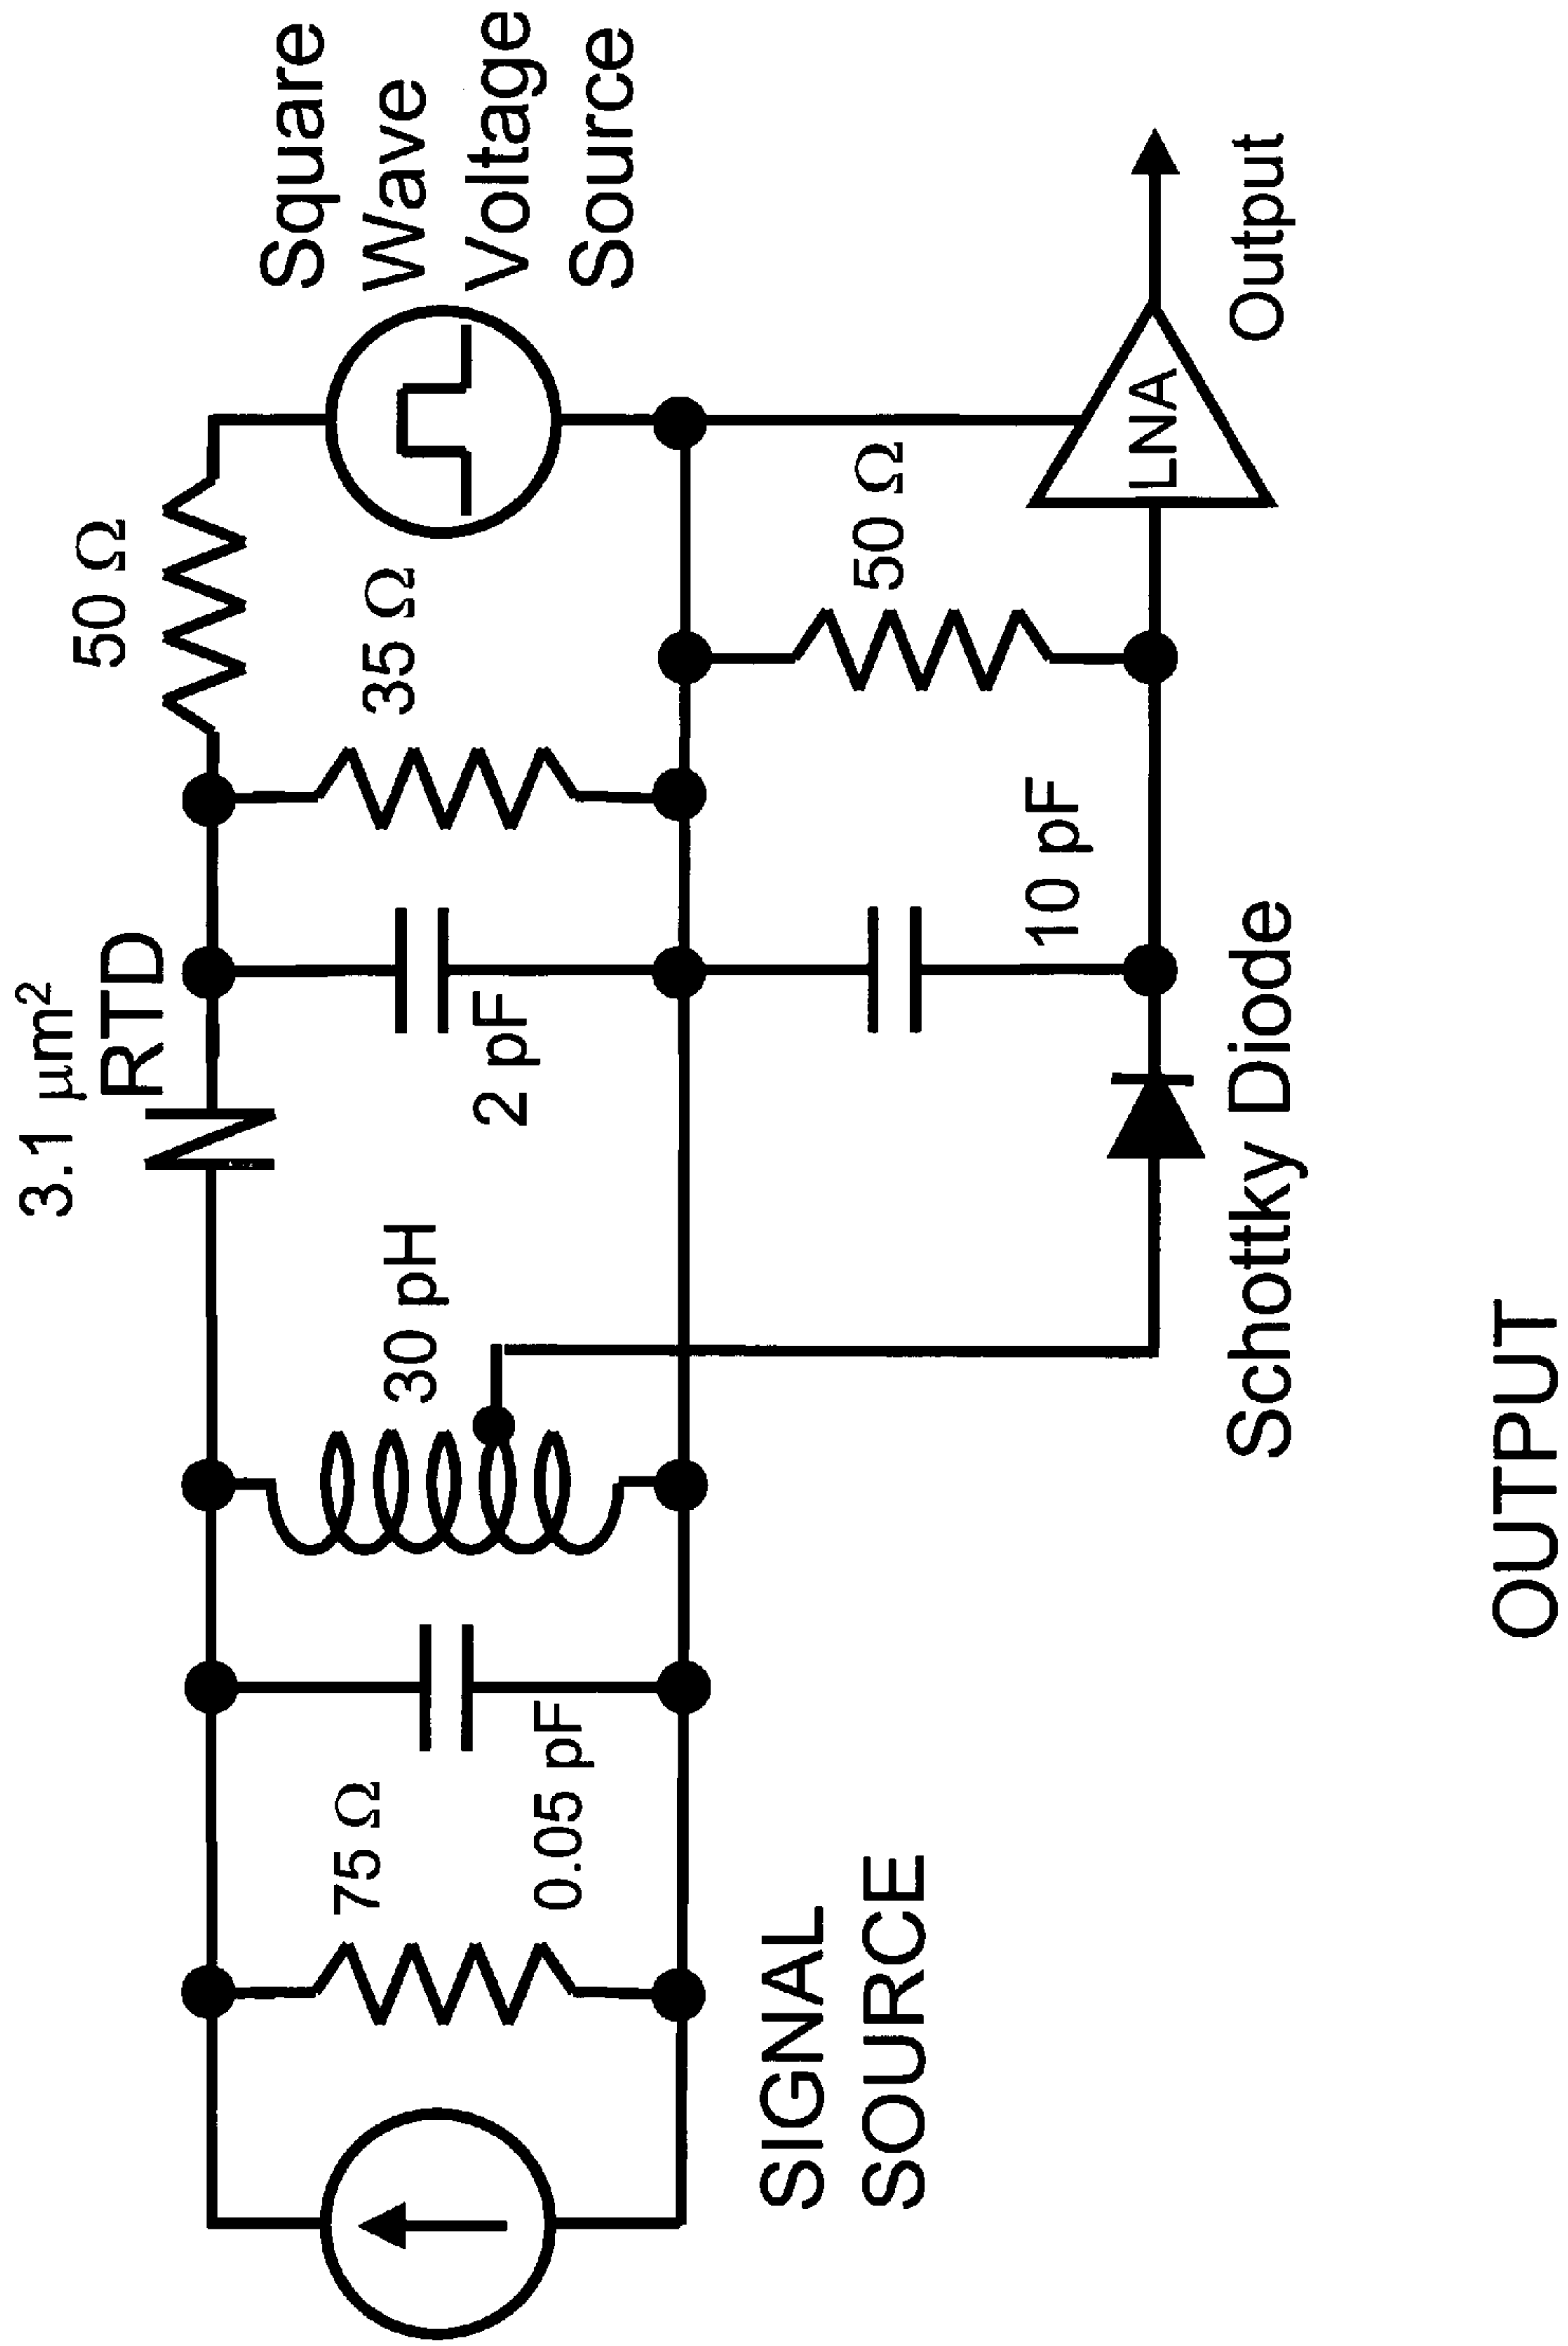 3.1 μm²
RTD
50 Ω
Square
Wave
Voltage
Source
35 Ω
2 pF
30 pH
75 Ω
0.05 pF
50 Ω
10 pF
LNA
Output
Schottky Diode
SIGNAL
SOURCE
OUTPUT